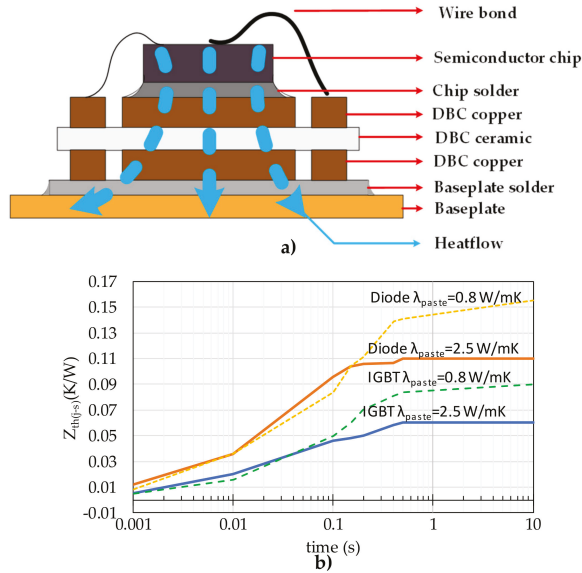 Wire bond
Semiconductor chip
Chip solder
DBC copper
DBC ceramic
DBC copper
Baseplate solder
Baseplate
Heatflow
a)
0.17
0.15
0.13
0.11
0.09
0.07
0.05
0.03
0.01
-0.01
Zth(j-s)(K/W)
Diode λpaste=0.8 W/mK
Diode λpaste=2.5 W/mK
IGBT λpaste=0.8 W/mK
IGBT λpaste=2.5 W/mK
0.001 0.01 0.1 1 10
time (s)
b)